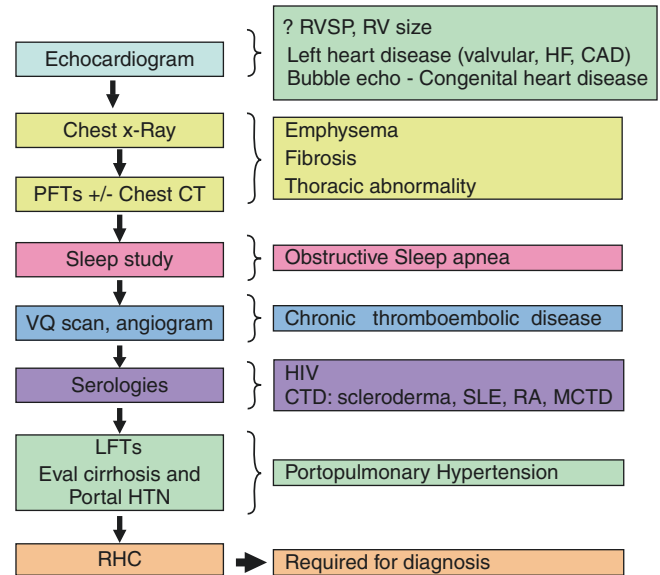 Echocardiogram
? RVSP, RV size
Left heart disease (valvular, HF, CAD)
Bubble echo - Congenital heart disease
Chest x-Ray
PFTs +/- Chest CT
Emphysema
Fibrosis
Thoracic abnormality
Sleep study
Obstructive Sleep apnea
VQ scan, angiogram
Chronic thromboembolic disease
Serologies
HIV
CTD: scleroderma, SLE, RA, MCTD
LFTs
Eval cirrhosis and
Portal HTN
Portopulmonary Hypertension
RHC
Required for diagnosis